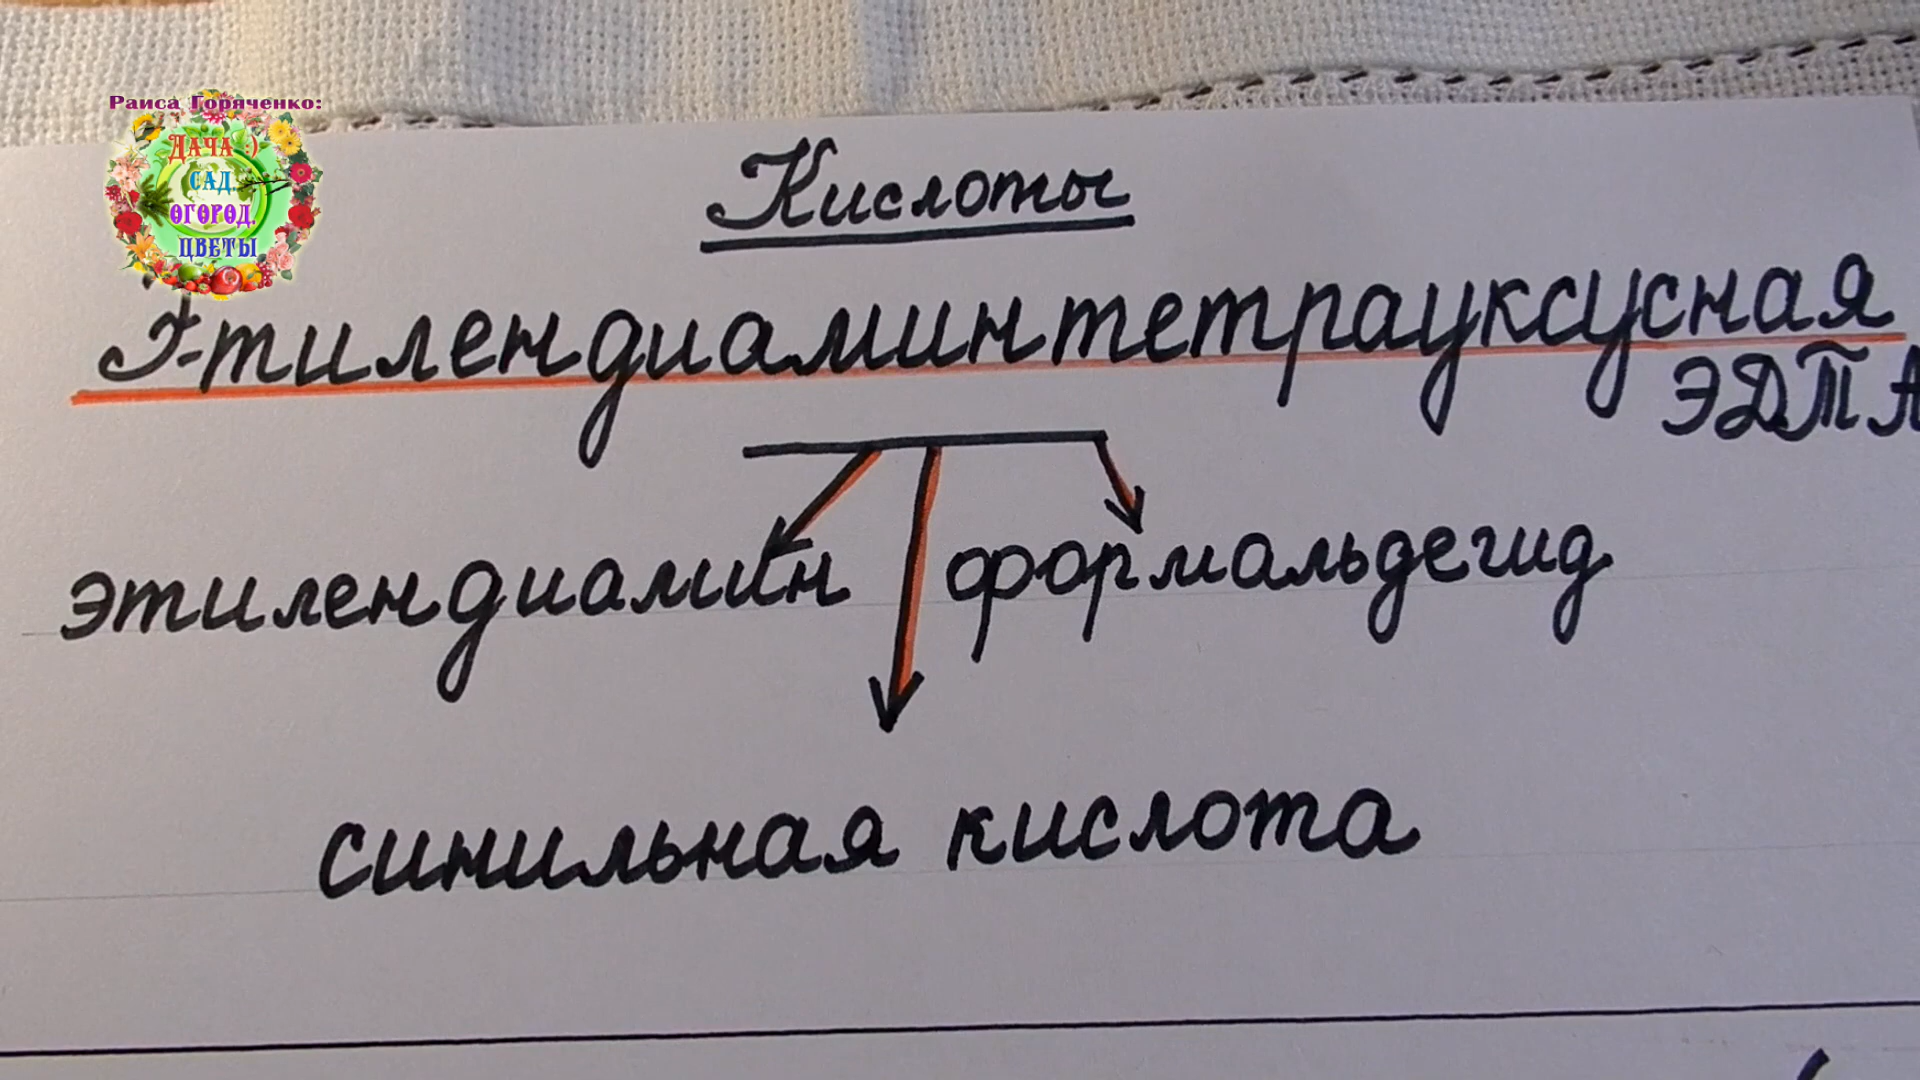 Раиса Горяченко:
Дача :)
сад,
огород,
цветы
Кислоты
Этилендиаминтетрауксусная
ЭДТА
этилендиамин формальдегид
синильная кислота